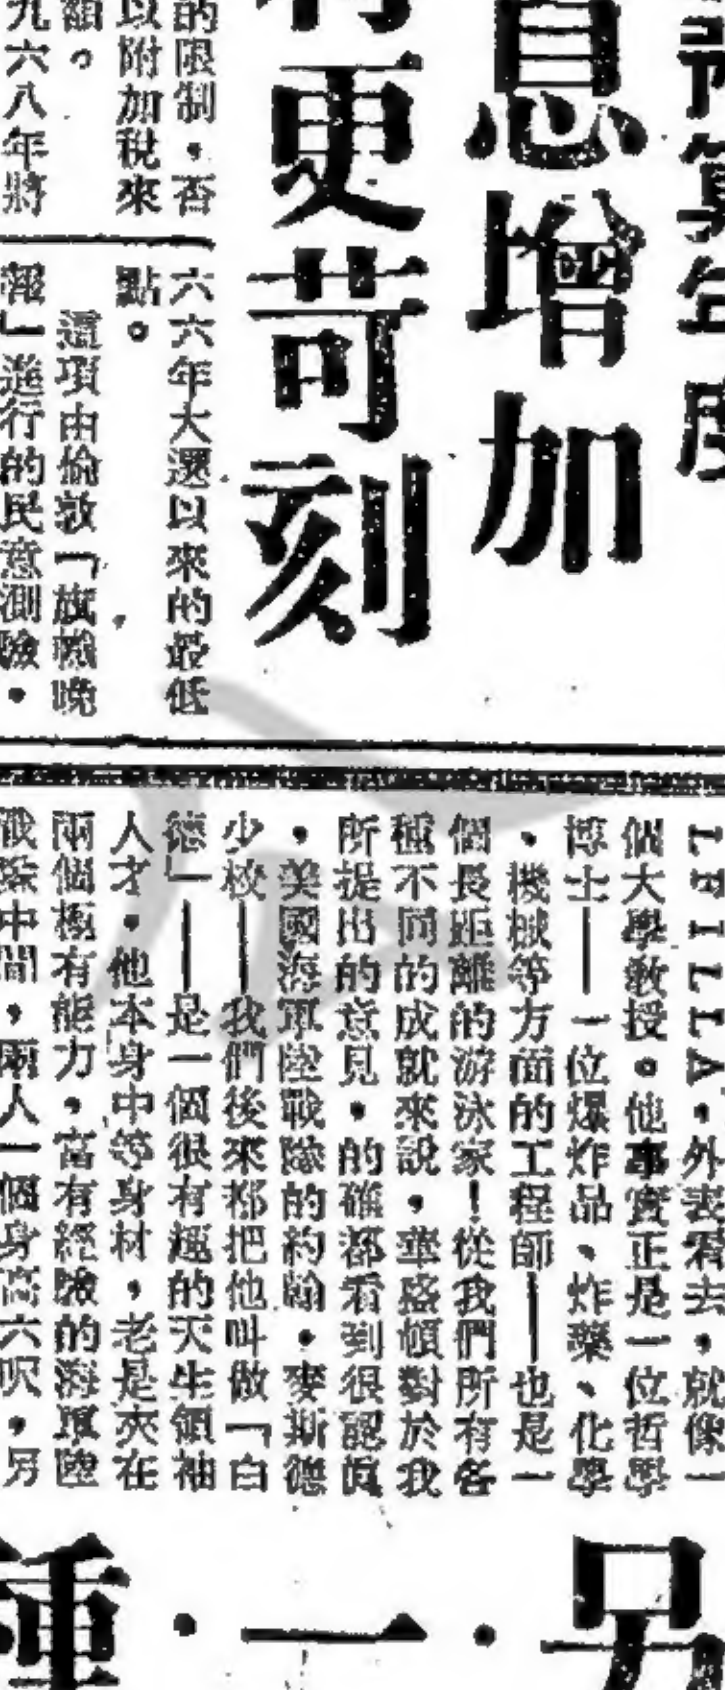 算年度
息增加
更苛刻
的限制，否
以附加稅來
額。
九六八年將
六六年大選以來的最低
點。
這項由倫敦「旗幟晚
報」進行的民意測驗，
外表看去，就像一
個大學教授。他事實正是一位哲學
博士——一位爆炸品、炸藥、化學
、機械等方面的工程師——也是一
個長距離的游泳家！從我們所有各
種不同的成就來說，華盛頓對於我
所提出的意見，的確都看到很認真
，美國海軍陸戰隊的約翰·麥斯德
少校——我們後來都把他叫做「白
德」——是一個很有趣的天生領袖
人才，他本身中等身材，老是夾在
兩個極有能力，富有經驗的海軍陸
戰隊中間，兩人一個身高六呎，另
另·一·種